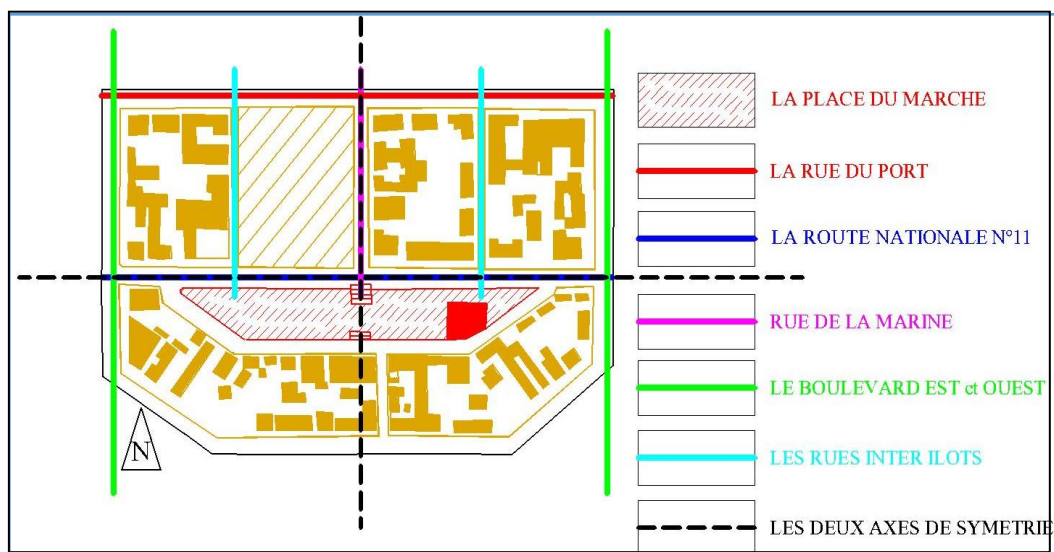 LA PLACE DU MARCHE
LA RUE DU PORT
LA ROUTE NATIONALE N°11
RUE DE LA MARINE
LE BOULEVARD EST et OUEST
LES RUES INTER ILOTS
LES DEUX AXES DE SYMETRIE
N